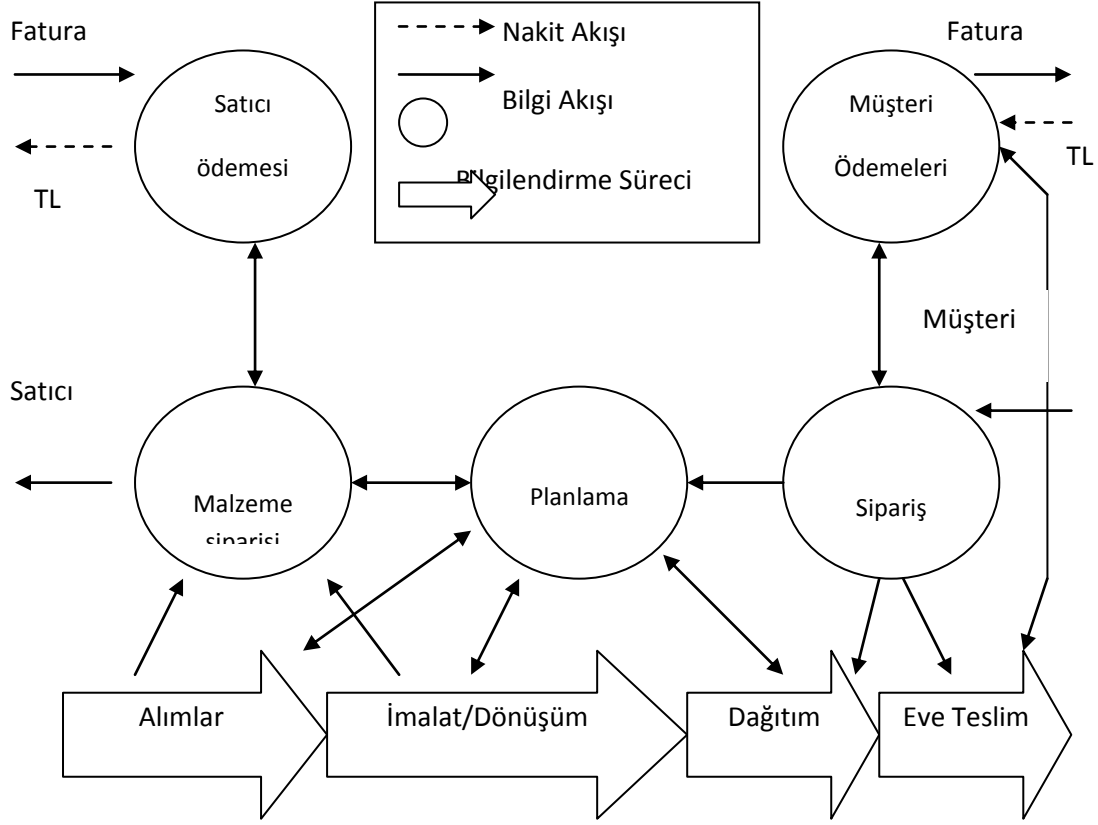 Fatura
Nakit Akışı
Fatura
Bilgi Akışı
Satıcı
ödemesi
Müşteri
Ödemeleri
TL
TL
Bilgilendirme Süreci
Müşteri
Satıcı
Malzeme
siparişi
Planlama
Sipariş
Alımlar
İmalat/Dönüşüm
Dağıtım
Eve Teslim